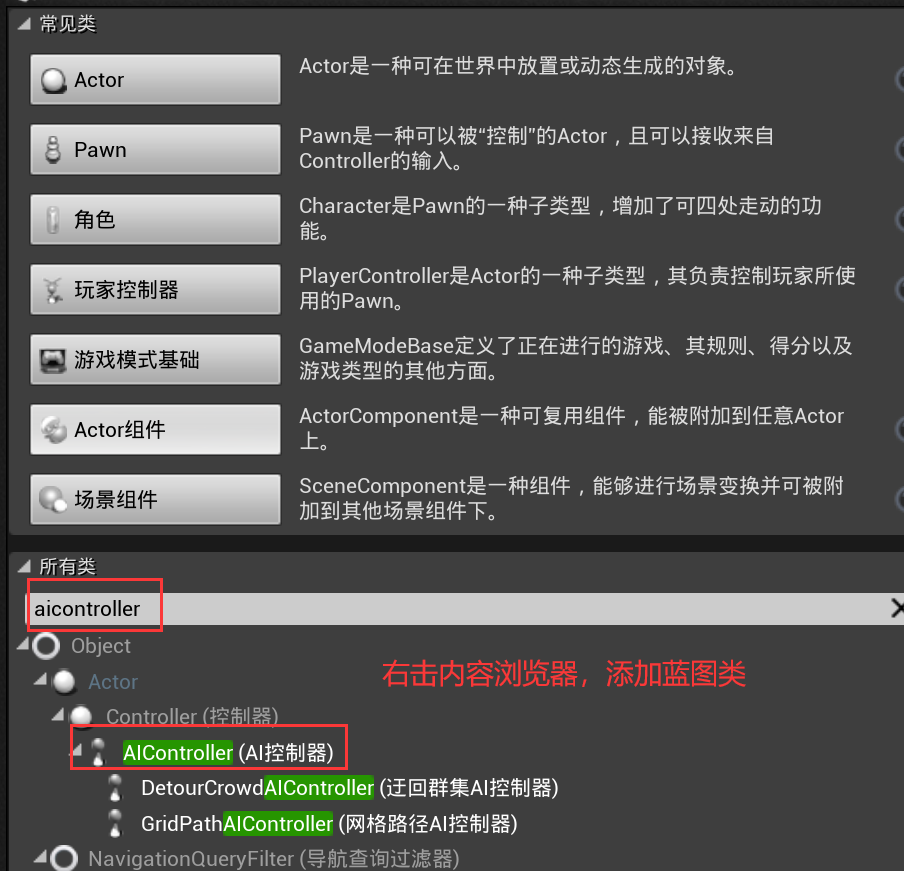 常见类
Actor
Actor是一种可在世界中放置或动态生成的对象。
Pawn
Pawn是一种可以被“控制”的Actor，且可以接收来自
Controller的输入。
角色
Character是Pawn的一种子类型，增加了可四处走动的功
能。
玩家控制器
PlayerController是Actor的一种子类型，其负责控制玩家所使
用的Pawn。
游戏模式基础
GameModeBase定义了正在进行的游戏、其规则、得分以及
游戏类型的其他方面。
Actor组件
ActorComponent是一种可复用组件，能被附加到任意Actor
上。
场景组件
SceneComponent是一种组件，能够进行场景变换并可被附
加到其他场景组件下。
所有类
aicontroller
Object
右击内容浏览器，添加蓝图类
Actor
Controller (控制器)
AIController (AI控制器)
DetourCrowdAIController (迂回群集AI控制器)
GridPathAIController (网格路径AI控制器)
NavigationQueryFilter (导航查询过滤器)